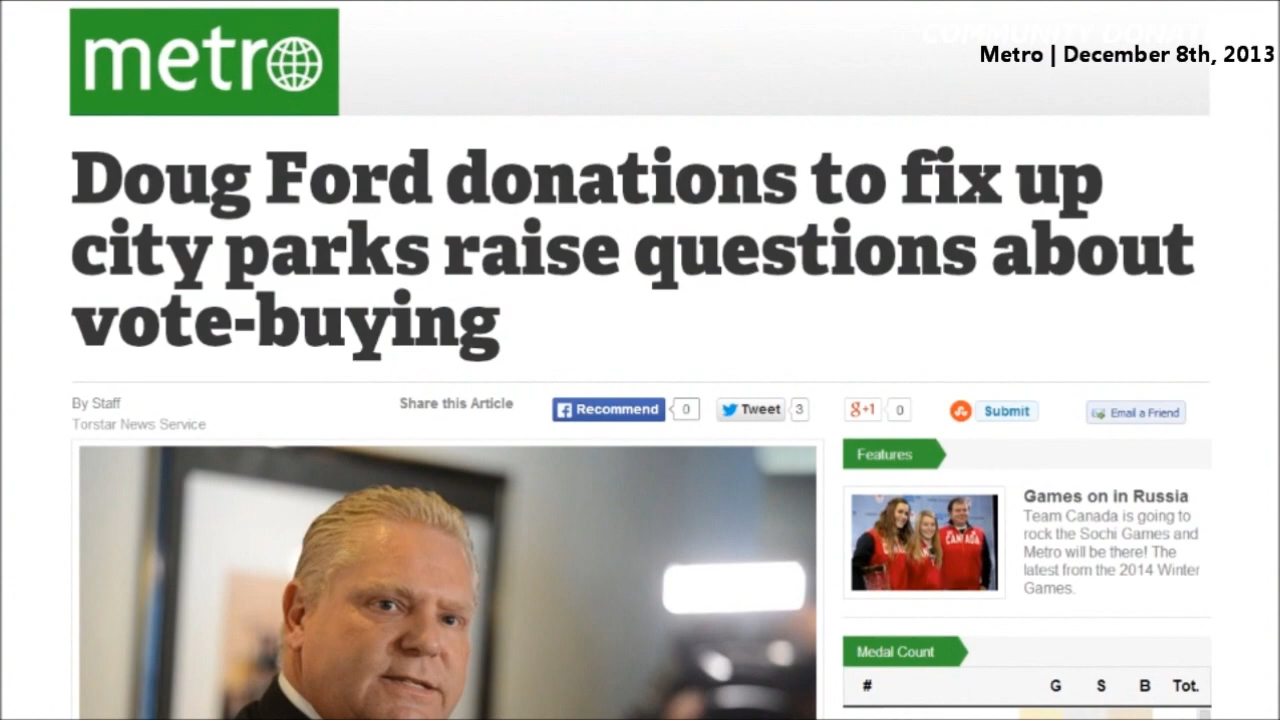 COMMUNITY DONAT
metro
Metro | December 8th, 2013
Doug Ford donations to fix up
city parks raise questions about
vote-buying
By Staff
Torstar News Service
Share this Article
Recommend 0
Tweet 3
g+1 0
Submit
Email a Friend
Features
Games on in Russia
Team Canada is going to
rock the Sochi Games and
Metro will be there! The
latest from the 2014 Winter
Games.
CANADA
Medal Count
# G S B Tot.